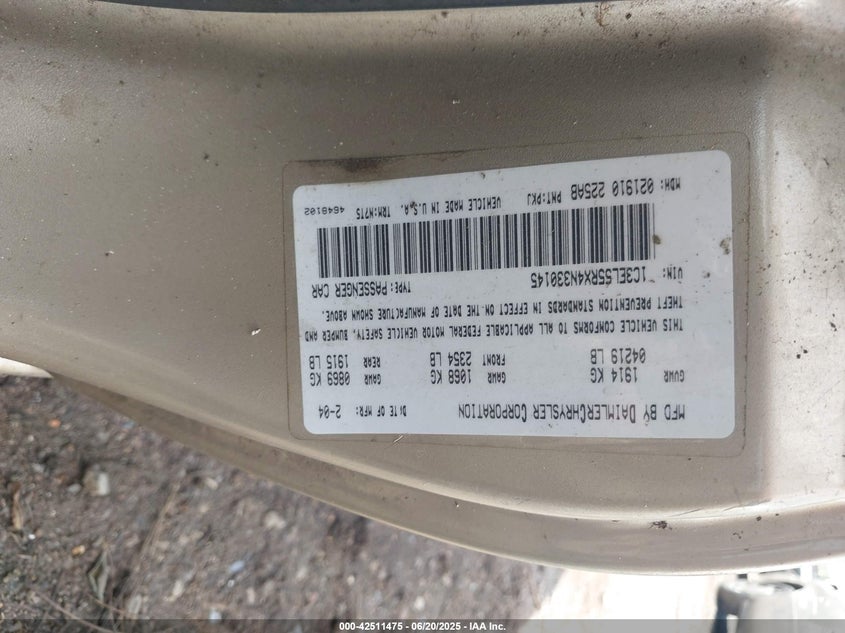 MFD BY DAIMLERCHRYSLER CORPORATION DATE OF MFR: 2-04
GVWR GAWR GAWR
1914 KG FRONT 1068 KG REAR 0869 KG
04219 LB 2354 LB 1915 LB
THIS VEHICLE CONFORMS TO ALL APPLICABLE FEDERAL MOTOR VEHICLE SAFETY, BUMPER AND
THEFT PREVENTION STANDARDS IN EFFECT ON THE DATE OF MANUFACTURE SHOWN ABOVE.
VIN: 1C3EL55RX4N330145 TYPE: PASSENGER CAR
MDH: 021910 225AB PNT:PKJ VEHICLE MADE IN U.S.A. TRM:M7T5 4648102
000-42511475 - 06/20/2025 - IAA Inc.